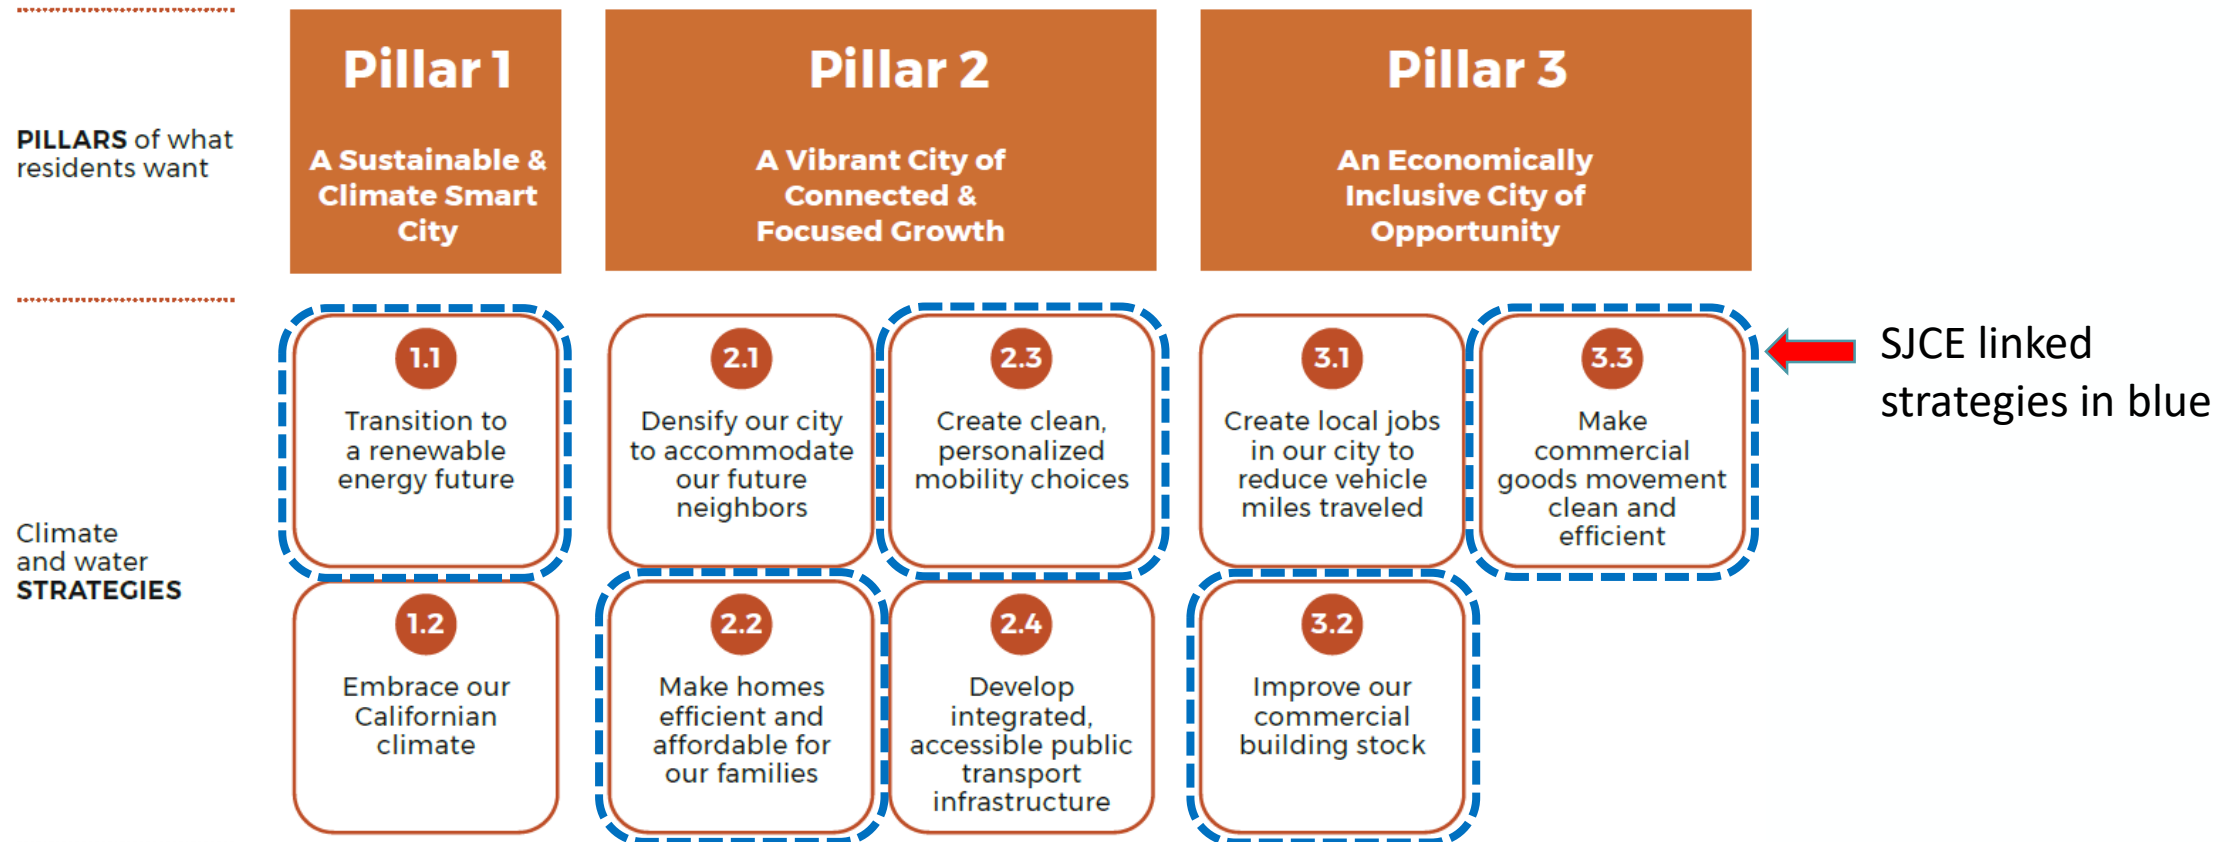 PILLARS of what
residents want
Pillar 1
A Sustainable &
Climate Smart
City
Pillar 2
A Vibrant City of
Connected &
Focused Growth
Pillar 3
An Economically
Inclusive City of
Opportunity
Climate
and water
STRATEGIES
1.1
Transition to
a renewable
energy future
2.1
Densify our city
to accommodate
our future
neighbors
2.3
Create clean,
personalized
mobility choices
3.1
Create local jobs
in our city to
reduce vehicle
miles traveled
3.3
Make
commercial
goods movement
clean and
efficient
SJCE linked
strategies in blue
1.2
Embrace our
Californian
climate
2.2
Make homes
efficient and
affordable for
our families
2.4
Develop
integrated,
accessible public
transport
infrastructure
3.2
Improve our
commercial
building stock